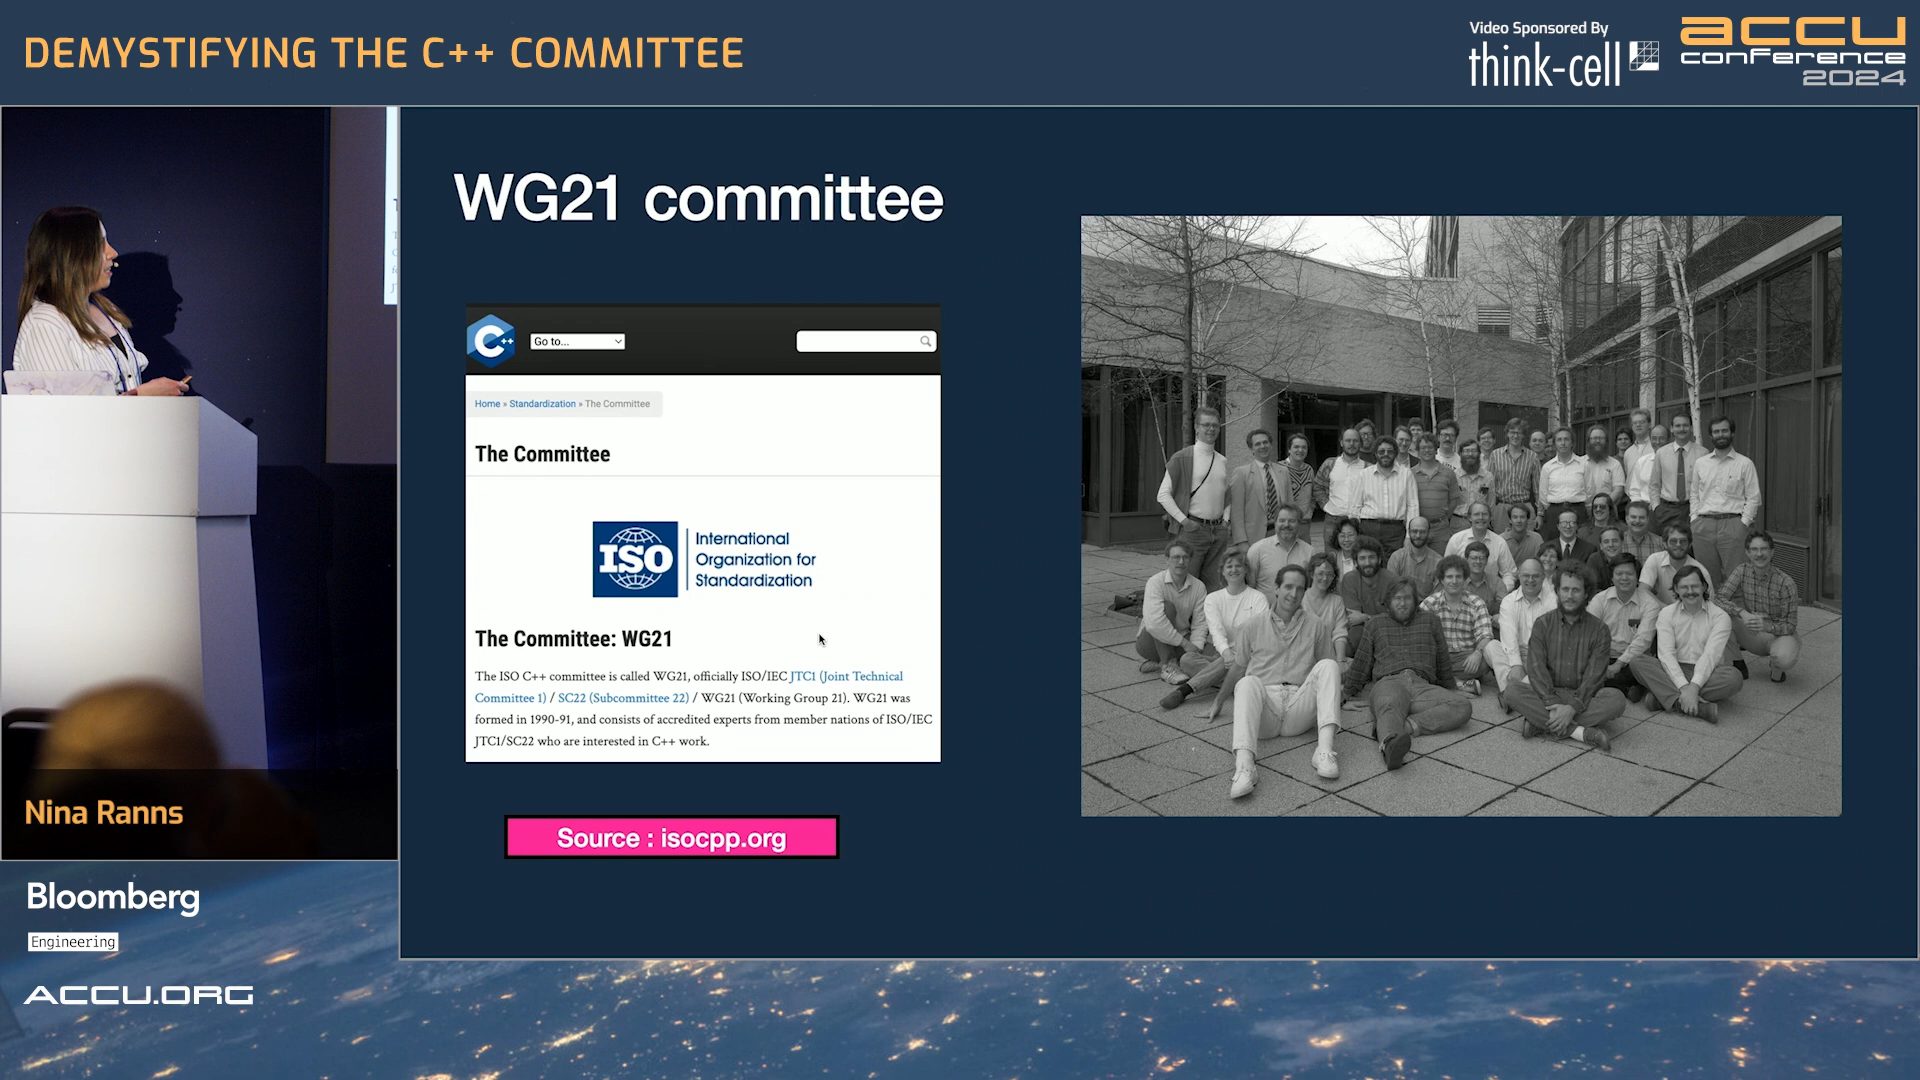 DEMYSTIFYING THE C++ COMMITTEE
Video Sponsored By
think-cell
accu
conference
2024
WG21 committee
C++
Go to...
Home » Standardization » The Committee
The Committee
ISO
International
Organization for
Standardization
The Committee: WG21
The ISO C++ committee is called WG21, officially ISO/IEC JTC1 (Joint Technical
Committee 1) / SC22 (Subcommittee 22) / WG21 (Working Group 21). WG21 was
formed in 1990-91, and consists of accredited experts from member nations of ISO/IEC
JTC1/SC22 who are interested in C++ work.
Source : isocpp.org
Nina Ranns
Bloomberg
Engineering
ACCU.ORG